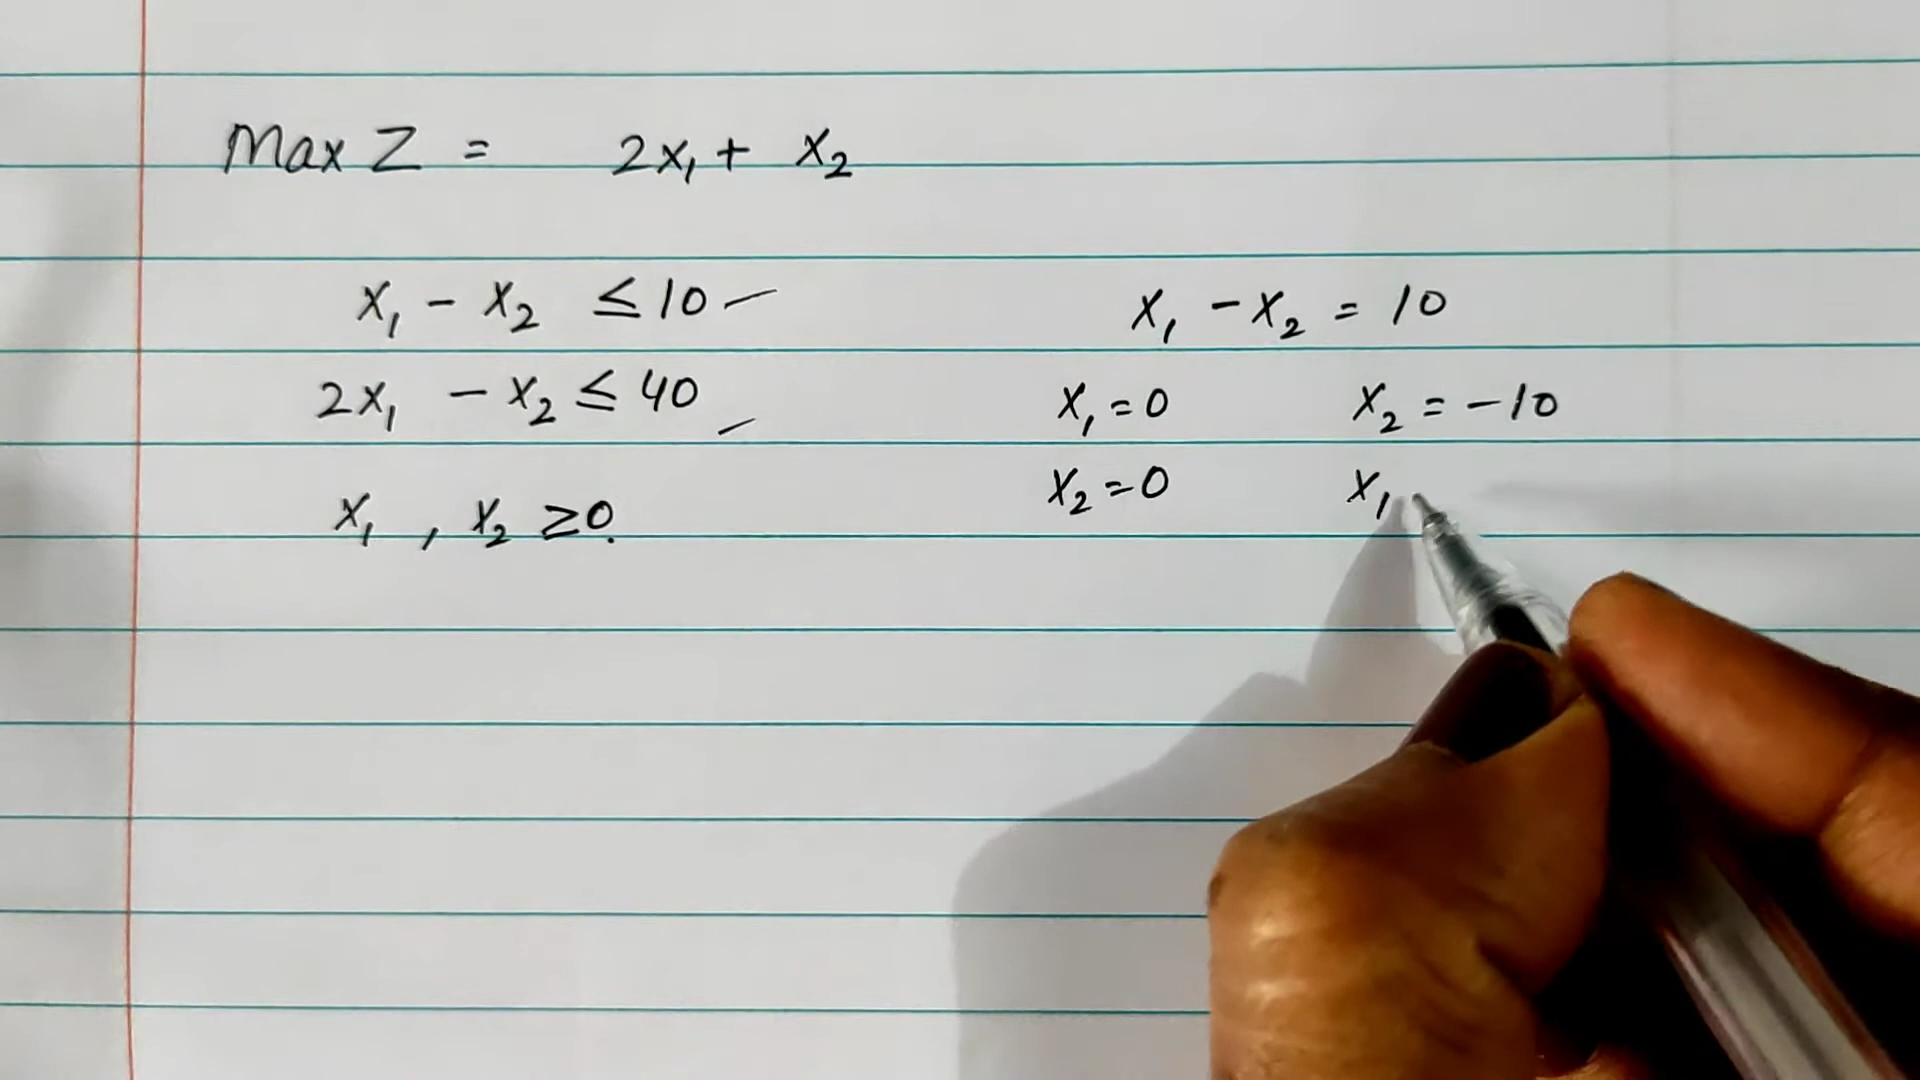 Max Z = 2x₁ + x₂
x₁ - x₂ ≤ 10
2x₁ - x₂ ≤ 40
x₁ , x₂ ≥ 0.
x₁ - x₂ = 10
x₁ = 0 x₂ = -10
x₂ = 0 x₁